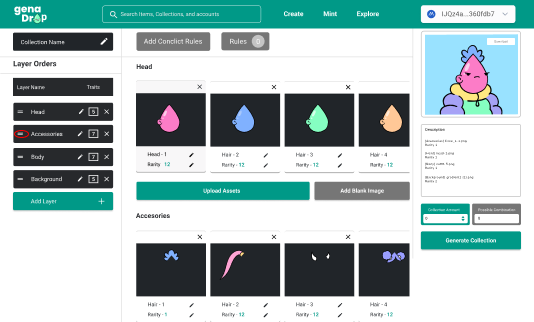 gena
Drop
Search Items, Collections, and accounts
Create
Mint
Explore
IJQz4a...360fdb7
Collection Name
Add Conclict Rules
Rules 0
Layer Orders
Layer Name
Traits
Head
5
Accessories
7
Body
7
Background
5
Add Layer
Head
Head - 1
Rarity - 12
Hair - 2
Rarity - 12
Hair - 3
Rarity - 12
Hair - 4
Rarity - 12
Upload Assets
Add Blank Image
Accesories
Hair - 1
Rarity - 12
Hair - 2
Rarity - 12
Hair - 3
Rarity - 12
Hair - 4
Rarity - 12
Description
Collection Amount
Possible Combination
Generate Collection